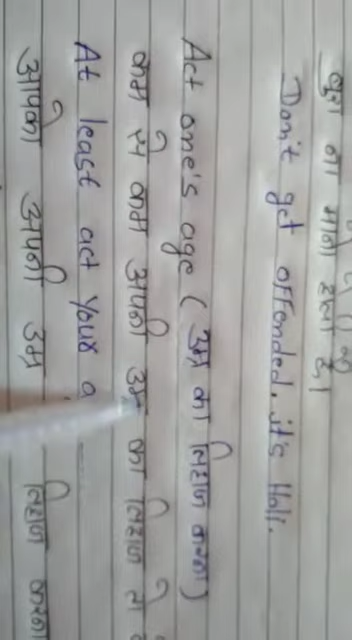 बुरा ना मानो होली है।
Don't get offended, it's Holi.
Act one's age (उम्र का लिहाज करना)
कम से कम अपनी उम्र का लिहाज
At least act your a
आपको अपनी उम्र लिहाज करना